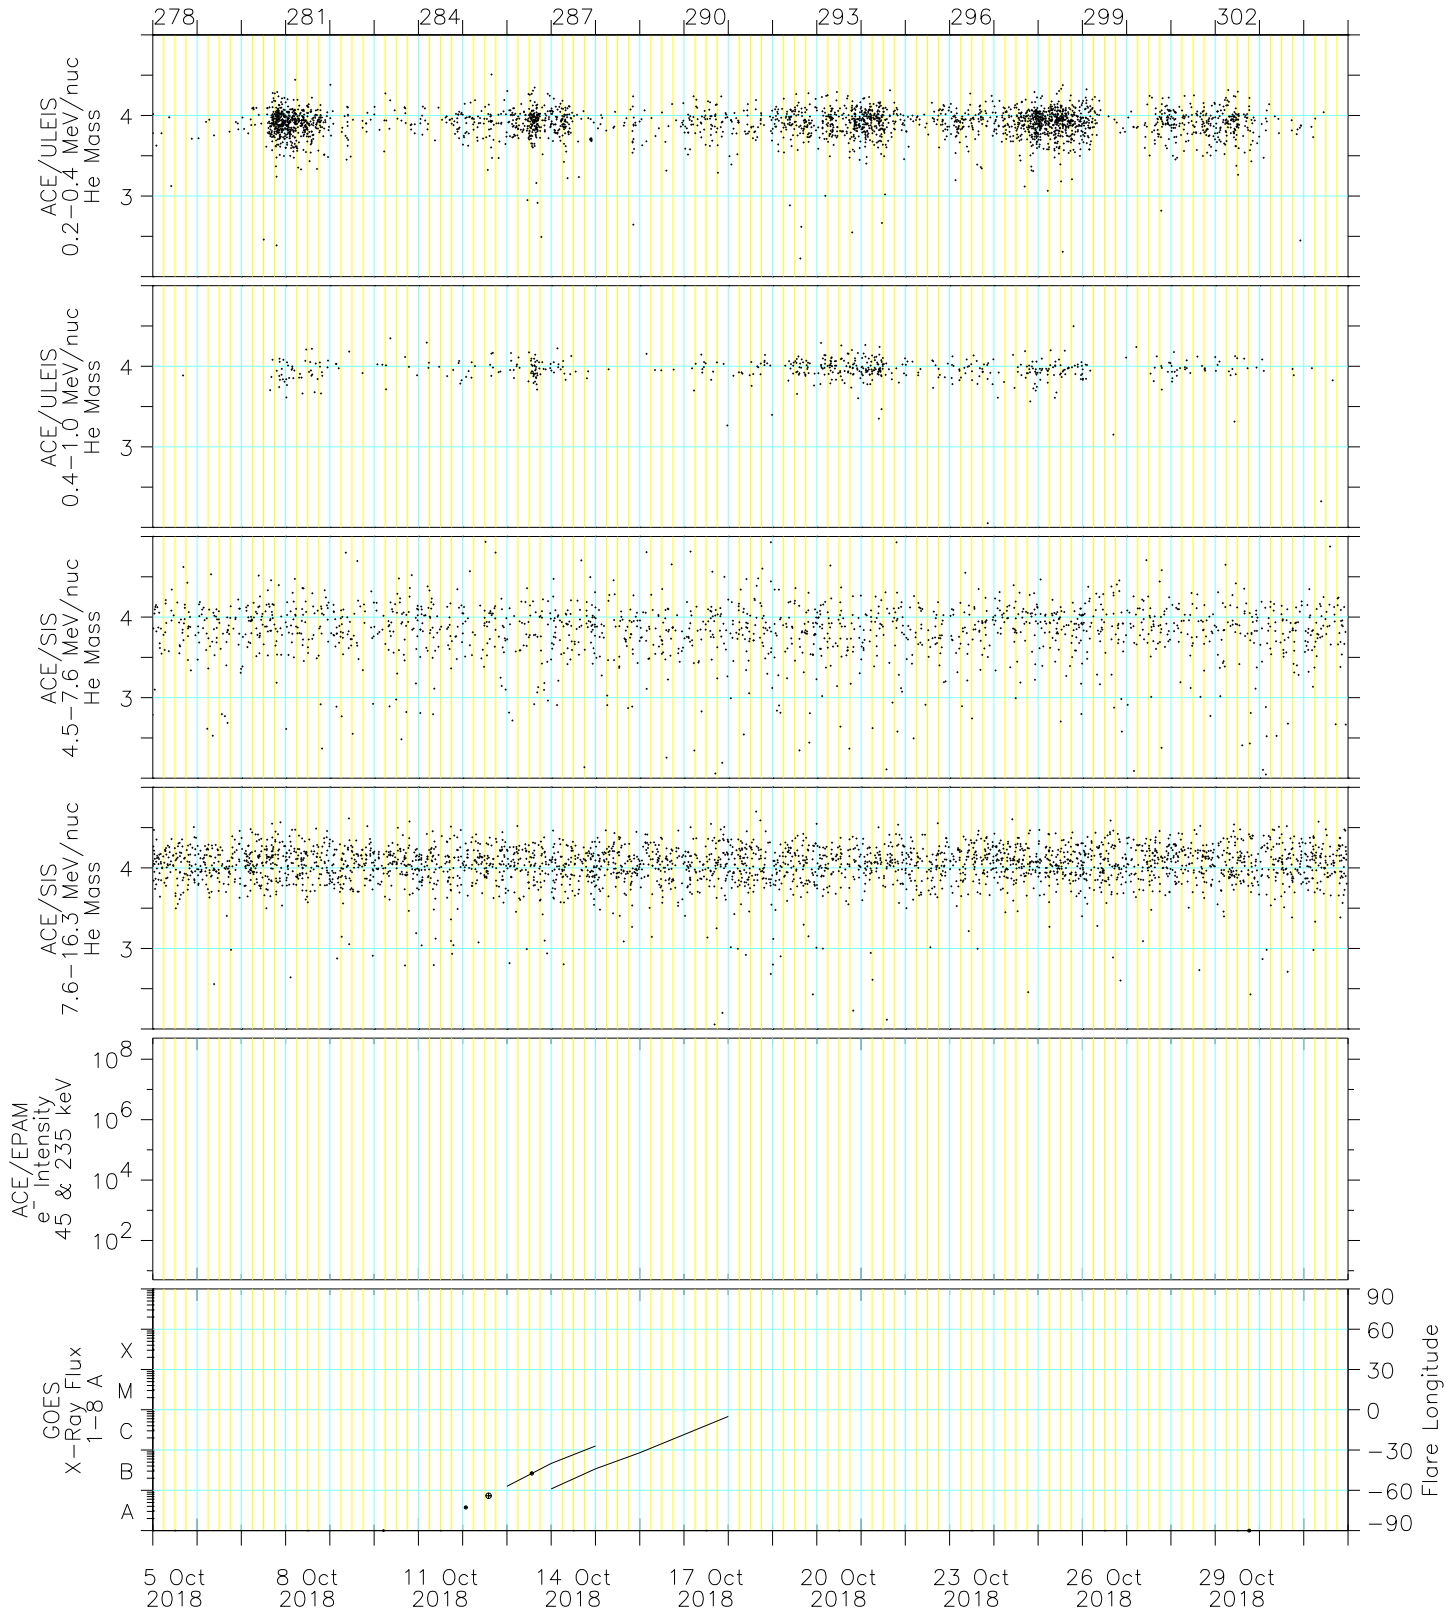 278 281 284 287 290 293 296 299 302
ACE/ULEIS
0.2–0.4 MeV/nuc
He Mass
4
3
ACE/ULEIS
0.4–1.0 MeV/nuc
He Mass
4
3
ACE/SIS
4.5–7.6 MeV/nuc
He Mass
4
3
ACE/SIS
7.6–16.3 MeV/nuc
He Mass
4
3
ACE/EPAM
e⁻ Intensity
45 & 235 keV
10⁸
10⁶
10⁴
10²
GOES
X–Ray Flux
1–8 A
X
M
C
B
A
90
60
30
0
–30
–60
–90
Flare Longitude
5 Oct 8 Oct 11 Oct 14 Oct 17 Oct 20 Oct 23 Oct 26 Oct 29 Oct
2018 2018 2018 2018 2018 2018 2018 2018 2018